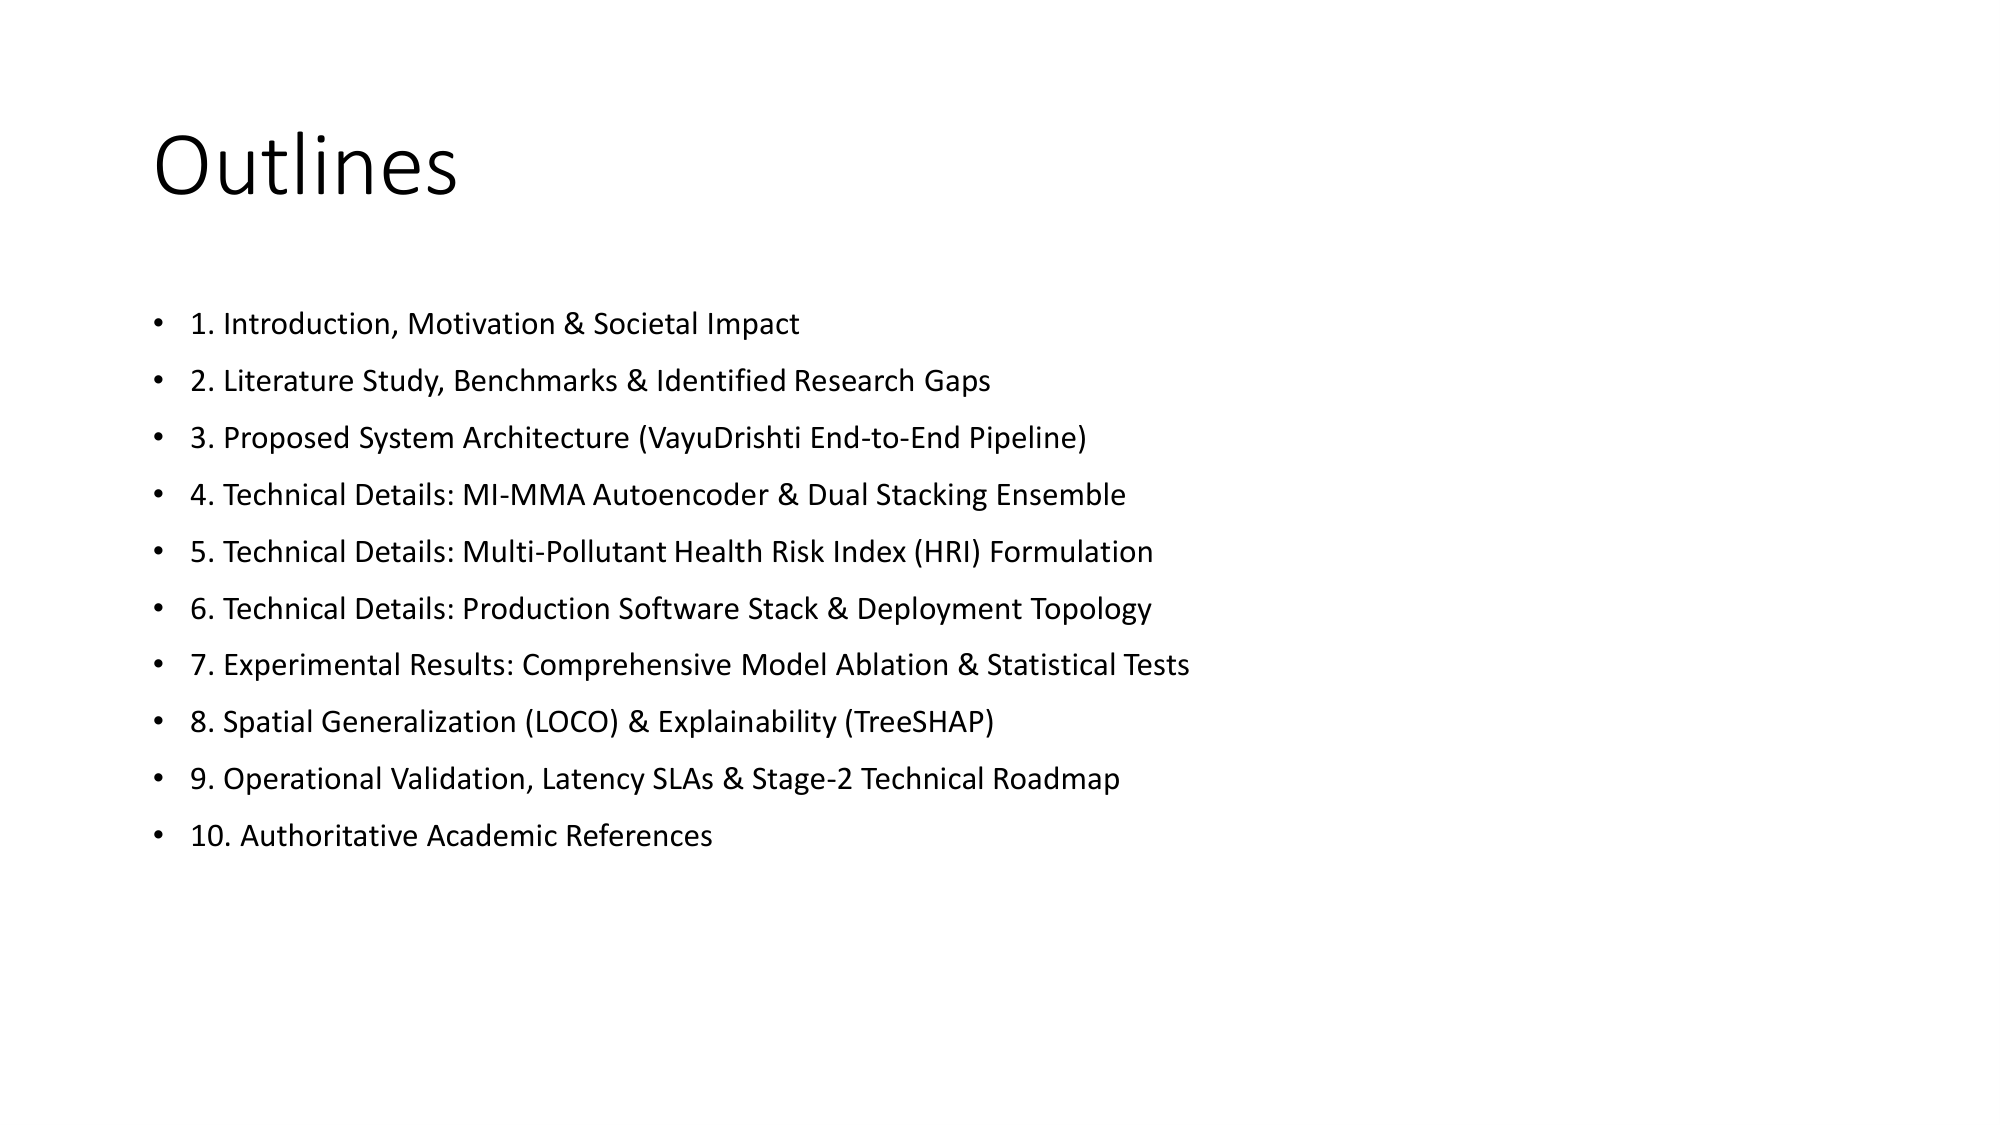 Outlines
• 1. Introduction, Motivation & Societal Impact
• 2. Literature Study, Benchmarks & Identified Research Gaps
• 3. Proposed System Architecture (VayuDrishti End-to-End Pipeline)
• 4. Technical Details: MI-MMA Autoencoder & Dual Stacking Ensemble
• 5. Technical Details: Multi-Pollutant Health Risk Index (HRI) Formulation
• 6. Technical Details: Production Software Stack & Deployment Topology
• 7. Experimental Results: Comprehensive Model Ablation & Statistical Tests
• 8. Spatial Generalization (LOCO) & Explainability (TreeSHAP)
• 9. Operational Validation, Latency SLAs & Stage-2 Technical Roadmap
• 10. Authoritative Academic References